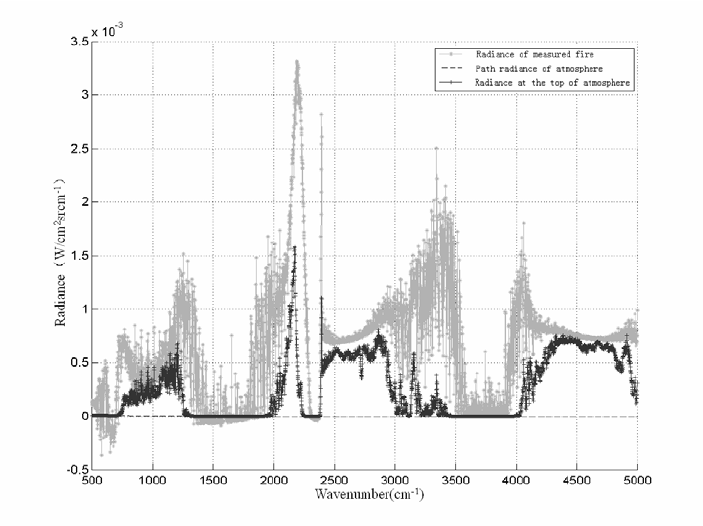 x 10-3
3.5
3
2.5
2
1.5
1
0.5
0
-0.5
Radiance (W/cm2srcm-1)
Radiance of measured fire
Path radiance of atmosphere
Radiance at the top of atmosphere
500 1000 1500 2000 2500 3000 3500 4000 4500 5000
Wavenumber(cm-1)